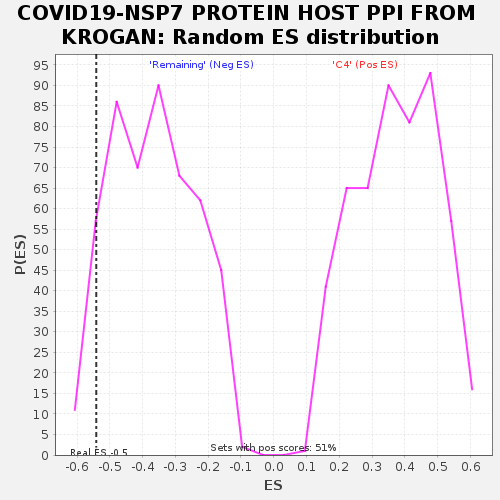 COVID19-NSP7 PROTEIN HOST PPI FROM
KROGAN: Random ES distribution
'Remaining' (Neg ES)
'C4' (Pos ES)
P(ES)
95
90
85
80
75
70
65
60
55
50
45
40
35
30
25
20
15
10
5
0
Real ES -0.5
Sets with pos scores: 51%
-0.6 -0.5 -0.4 -0.3 -0.2 -0.1 0.0 0.1 0.2 0.3 0.4 0.5 0.6
ES